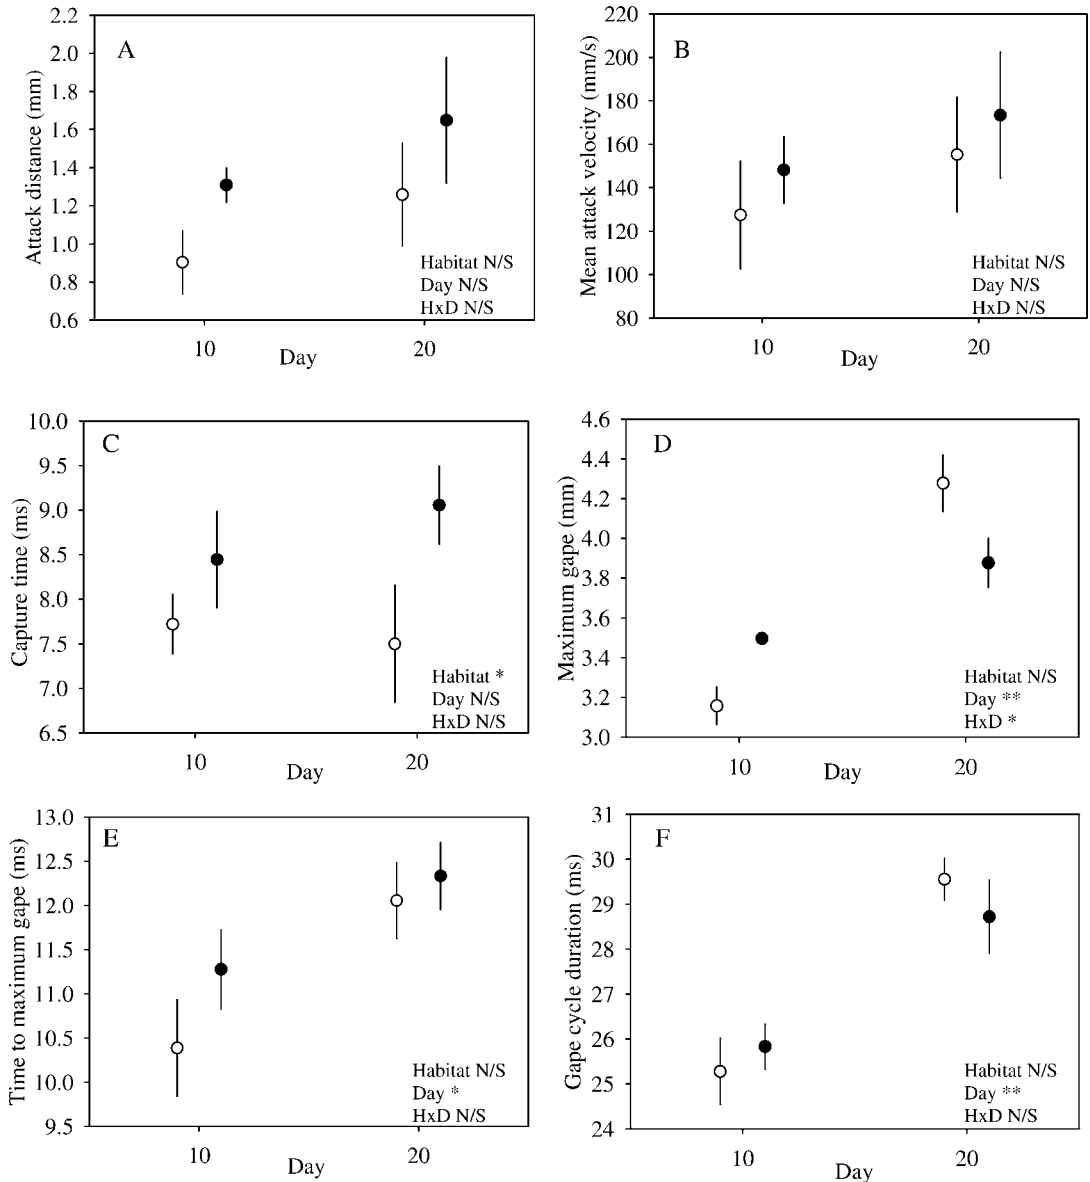 A
Attack distance (mm)
2.2
2.0
1.8
1.6
1.4
1.2
1.0
0.8
0.6
Habitat N/S
Day N/S
HxD N/S
10
20
Day
B
Mean attack velocity (mm/s)
220
200
180
160
140
120
100
80
Habitat N/S
Day N/S
HxD N/S
10
20
Day
C
Capture time (ms)
10.0
9.5
9.0
8.5
8.0
7.5
7.0
6.5
Habitat *
Day N/S
HxD N/S
10
20
Day
D
Maximum gape (mm)
4.6
4.4
4.2
4.0
3.8
3.6
3.4
3.2
3.0
Habitat N/S
Day **
HxD *
10
20
Day
E
Time to maximum gape (ms)
13.0
12.5
12.0
11.5
11.0
10.5
10.0
9.5
Habitat N/S
Day *
HxD N/S
10
20
Day
F
Gape cycle duration (ms)
31
30
29
28
27
26
25
24
Habitat N/S
Day **
HxD N/S
10
20
Day